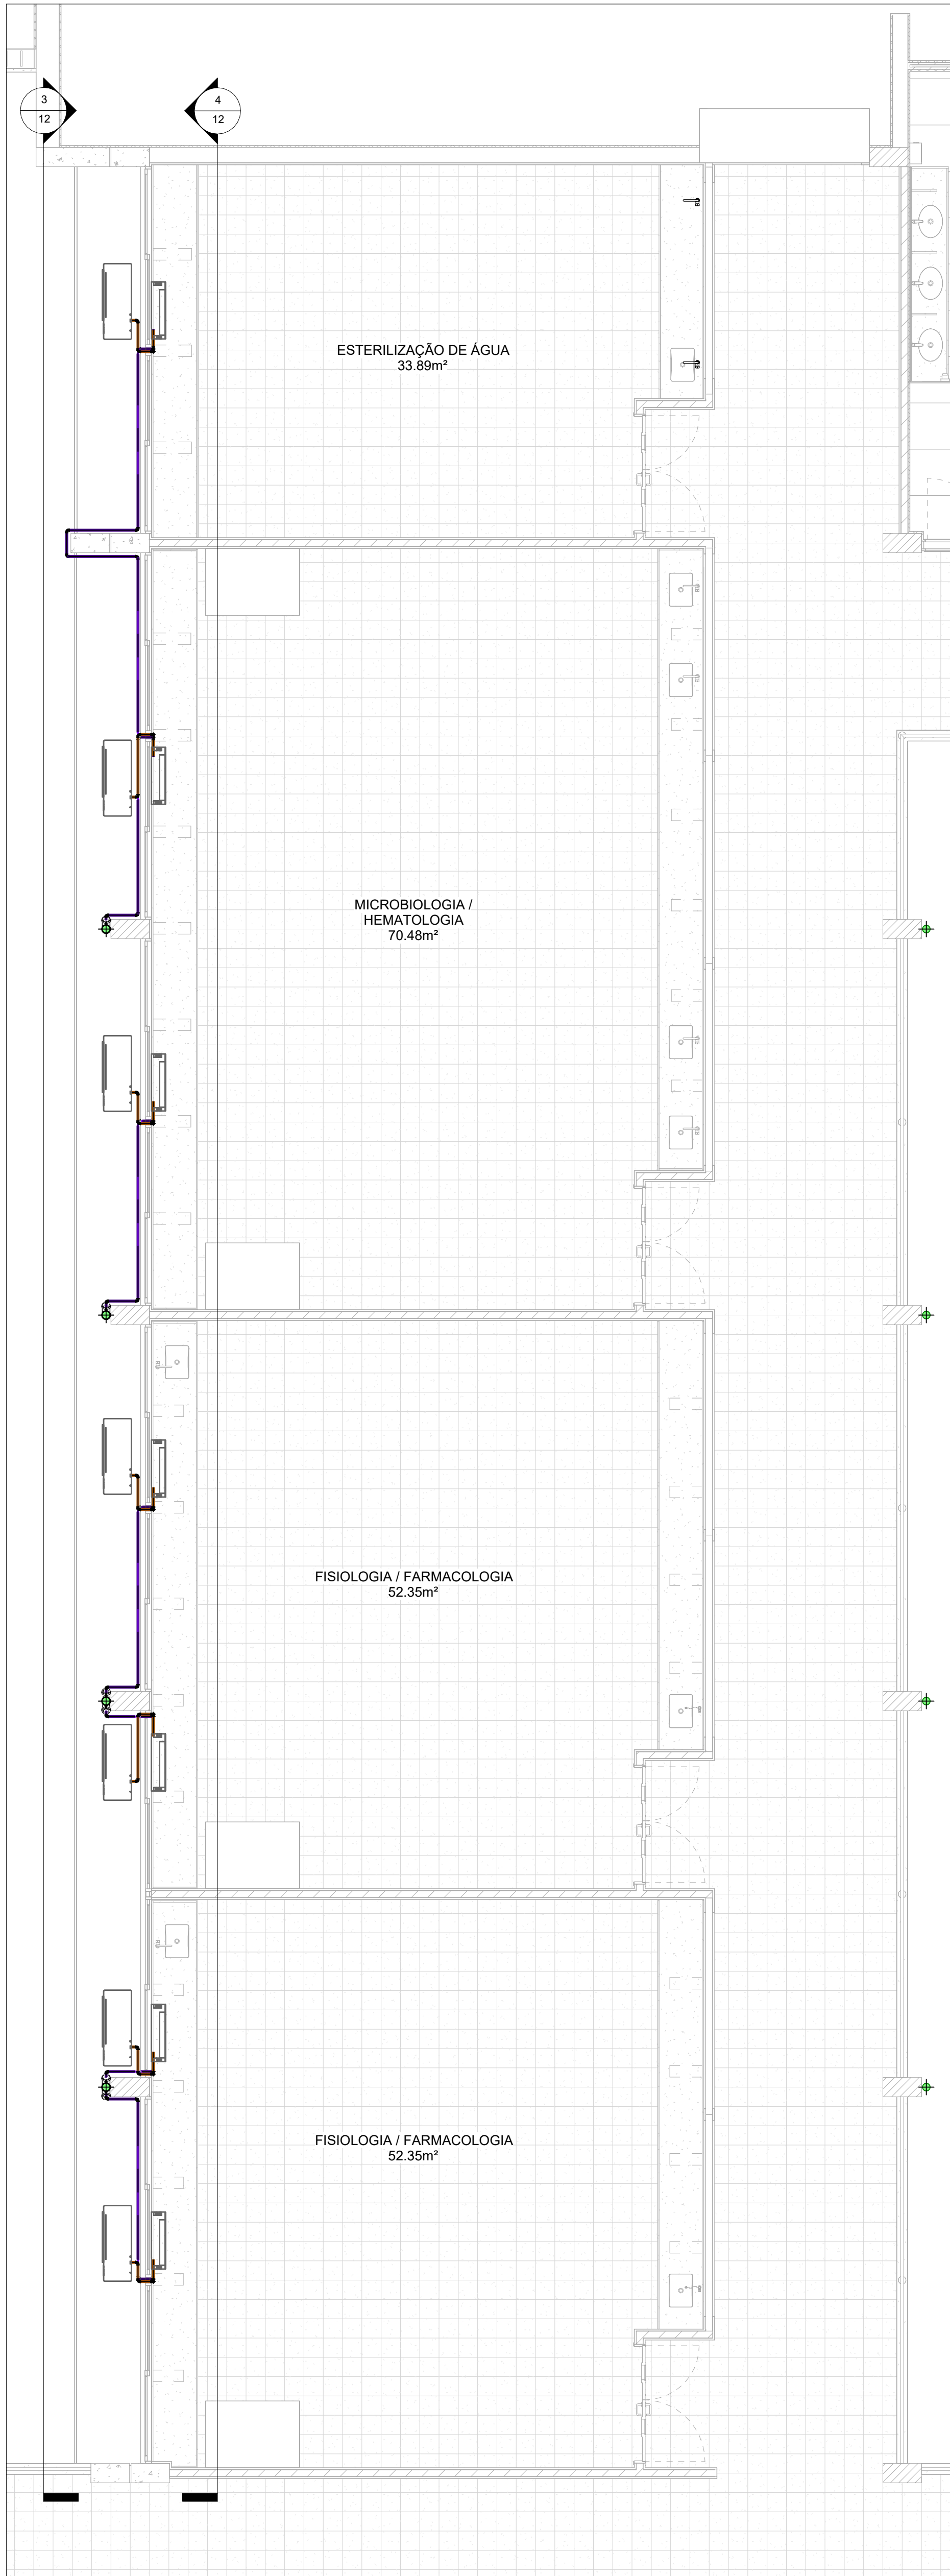 3
12
4
12
ESTERILIZAÇÃO DE ÁGUA
33.89m²
MICROBIOLOGIA /
HEMATOLOGIA
70.48m²
FISIOLOGIA / FARMACOLOGIA
52.35m²
FISIOLOGIA / FARMACOLOGIA
52.35m²